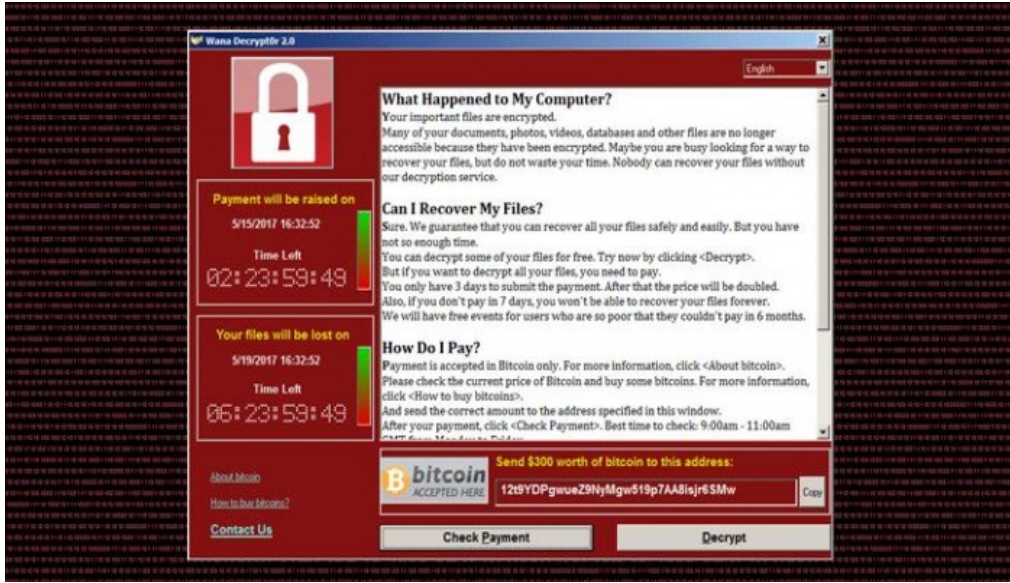 Wana Decrypt0r 2.0
English
What Happened to My Computer?
Your important files are encrypted.
Many of your documents, photos, videos, databases and other files are no longer
accessible because they have been encrypted. Maybe you are busy looking for a way to
recover your files, but do not waste your time. Nobody can recover your files without
our decryption service.
Can I Recover My Files?
Sure. We guarantee that you can recover all your files safely and easily. But you have
not so enough time.
You can decrypt some of your files for free. Try now by clicking <Decrypt>.
But if you want to decrypt all your files, you need to pay.
You only have 3 days to submit the payment. After that the price will be doubled.
Also, if you don't pay in 7 days, you won't be able to recover your files forever.
We will have free events for users who are so poor that they couldn't pay in 6 months.
How Do I Pay?
Payment is accepted in Bitcoin only. For more information, click <About bitcoin>.
Please check the current price of Bitcoin and buy some bitcoins. For more information,
click <How to buy bitcoins>.
And send the correct amount to the address specified in this window.
After your payment, click <Check Payment>. Best time to check: 9:00am - 11:00am
GMT from Monday to Friday.
Payment will be raised on
5/15/2017 16:32:52
Time Left
02:23:59:49
Your files will be lost on
5/19/2017 16:32:52
Time Left
06:23:59:49
About bitcoin
How to buy bitcoins?
Contact Us
bitcoin
ACCEPTED HERE
Send $300 worth of bitcoin to this address:
12t9YDPgwueZ9NyMgw519p7AA8isjr6SMw
Copy
Check Payment
Decrypt